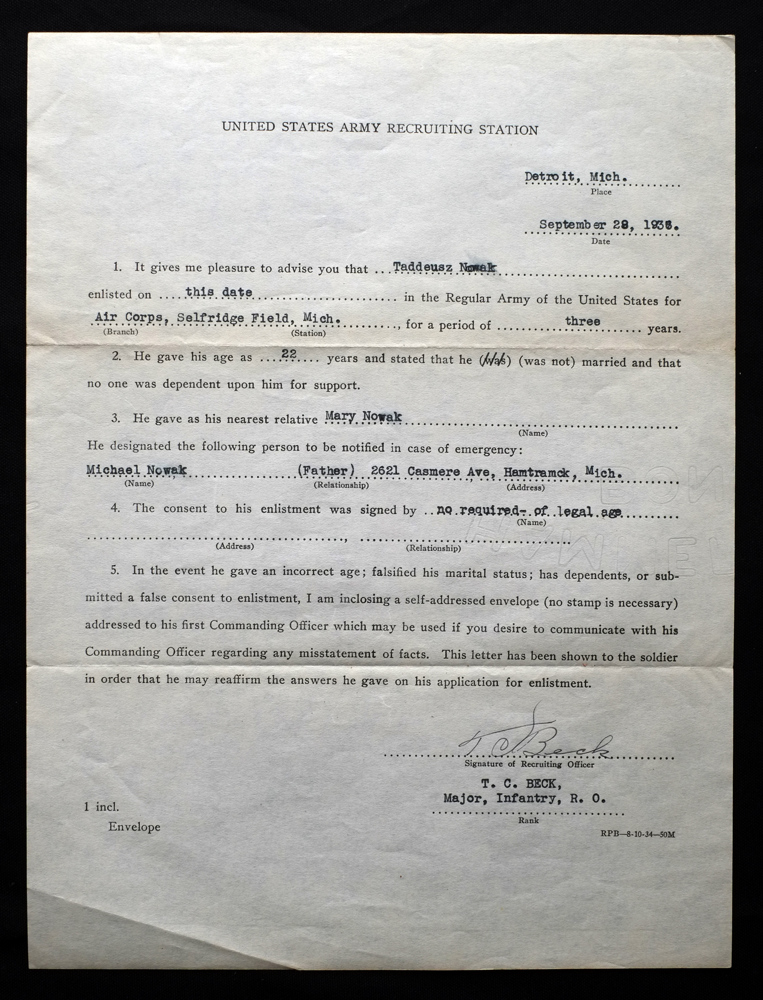 UNITED STATES ARMY RECRUITING STATION
Detroit, Mich.
Place
September 28, 1936.
Date
1. It gives me pleasure to advise you that ...Taddeusz Nowak
enlisted on ....this date........................ in the Regular Army of the United States for
Air Corps, Selfridge Field, Mich. ............, for a period of ............three........... years.
(Branch) (Station)
2. He gave his age as ....22.... years and stated that he (was) (was not) married and that
no one was dependent upon him for support.
3. He gave as his nearest relative Mary Nowak
(Name)
He designated the following person to be notified in case of emergency:
Michael Nowak (Father) 2621 Casmere Ave, Hamtramck, Mich.
(Name) (Relationship) (Address)
4. The consent to his enlistment was signed by ..no required-.of legal age
(Name)
(Address) (Relationship)
5. In the event he gave an incorrect age; falsified his marital status; has dependents, or sub-
mitted a false consent to enlistment, I am inclosing a self-addressed envelope (no stamp is necessary)
addressed to his first Commanding Officer which may be used if you desire to communicate with his
Commanding Officer regarding any misstatement of facts. This letter has been shown to the soldier
in order that he may reaffirm the answers he gave on his application for enlistment.
T C Beck
Signature of Recruiting Officer
T. C. BECK,
Major, Infantry, R. O.
Rank
1 incl.
Envelope
RPB—8-10-34—50M